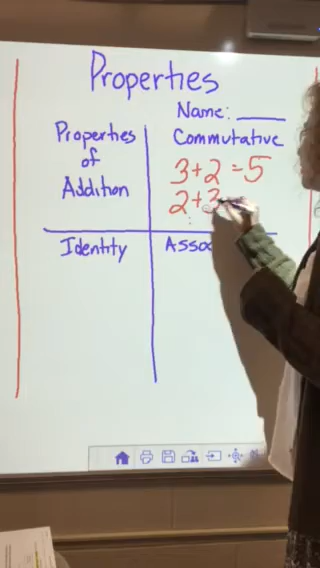 Properties
Name:
Properties
of
Addition
Commutative
3+2=5
2+3
Identity